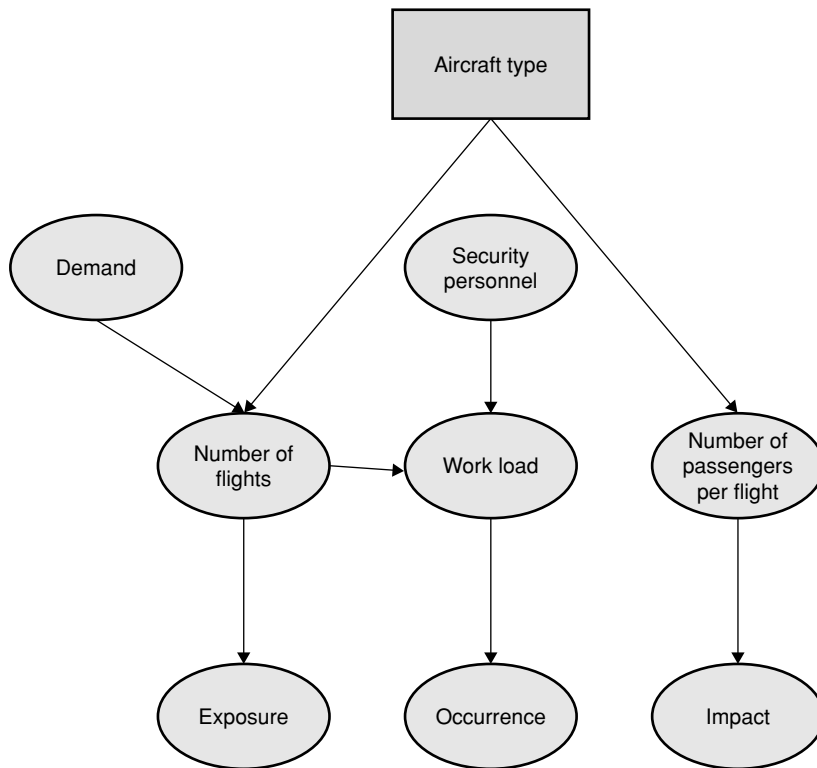 Aircraft type
Demand
Security
personnel
Number of
flights
Work load
Number of
passengers
per flight
Exposure
Occurrence
Impact